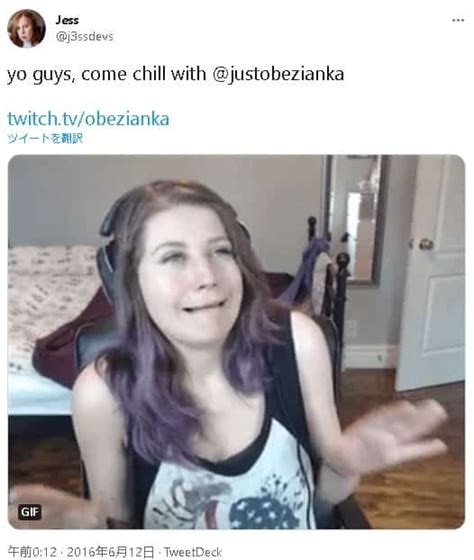 Jess
@j3ssdevs
yo guys, come chill with @justobezianka
twitch.tv/obezianka
ツイートを翻訳
GIF
午前0:12 · 2016年6月12日 · TweetDeck